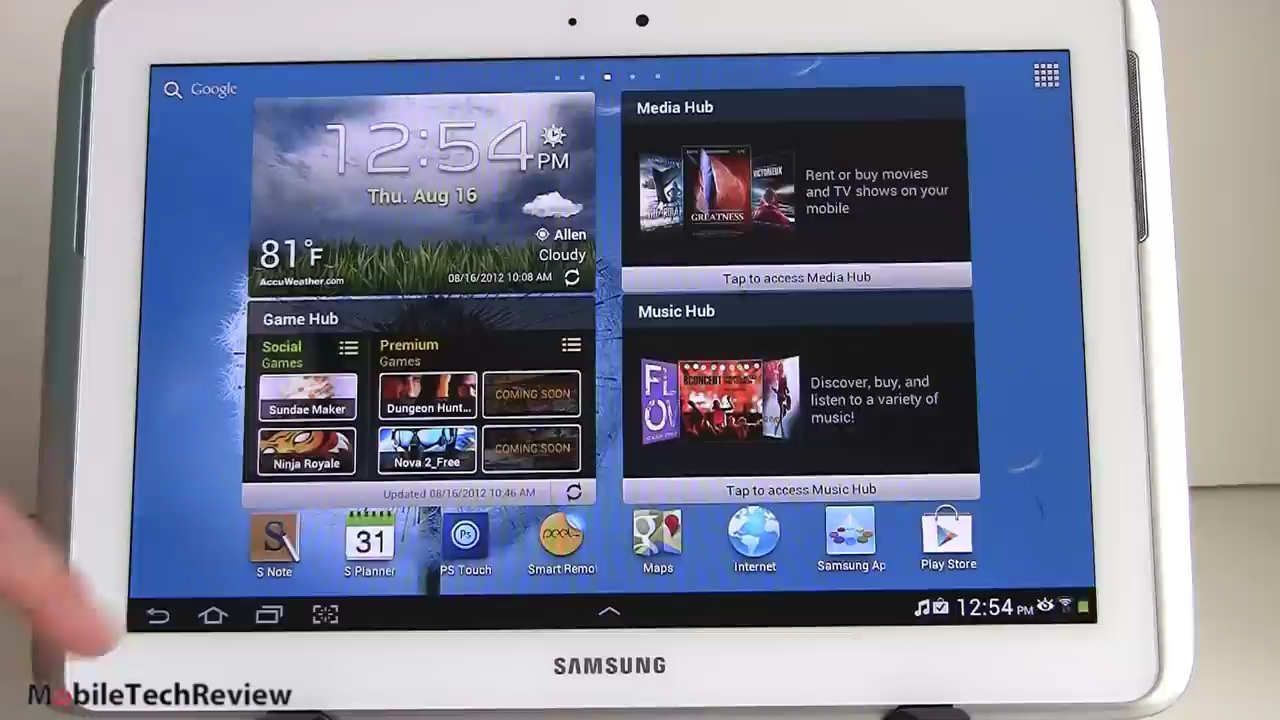 Google
12:54 PM
Thu. Aug 16
81°F
Allen
Cloudy
AccuWeather.com
08/16/2012 10:08 AM
Media Hub
GREATNESS
Rent or buy movies
and TV shows on your
mobile
Tap to access Media Hub
Game Hub
Social
Games
Premium
Games
Sundae Maker
Dungeon Hunt...
COMING SOON
Ninja Royale
Nova 2_Free
COMING SOON
Updated 08/16/2012 10:46 AM
Music Hub
FL
OV
Discover, buy, and
listen to a variety of
music!
Tap to access Music Hub
S
31
Ps
peel
S Note
S Planner
PS Touch
Smart Remo
Maps
Internet
Samsung Ap
Play Store
12:54 PM
SAMSUNG
MobileTechReview